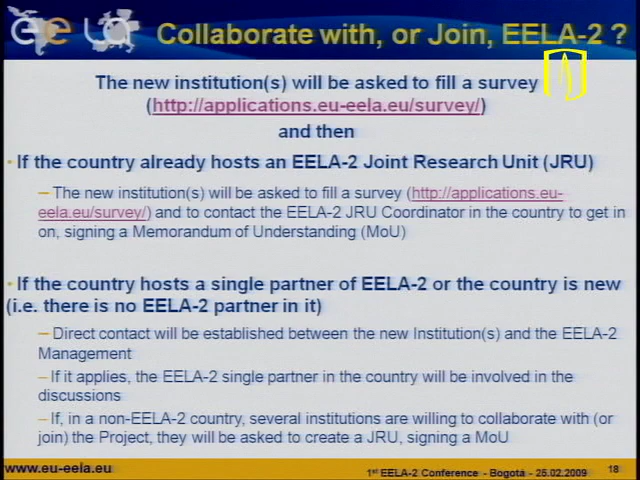 eela
Collaborate with, or Join, EELA-2 ?
The new institution(s) will be asked to fill a survey
(http://applications.eu-eela.eu/survey/)
and then
· If the country already hosts an EELA-2 Joint Research Unit (JRU)
– The new institution(s) will be asked to fill a survey (http://applications.eu-
eela.eu/survey/) and to contact the EELA-2 JRU Coordinator in the country to get in
on, signing a Memorandum of Understanding (MoU)
· If the country hosts a single partner of EELA-2 or the country is new
(i.e. there is no EELA-2 partner in it)
– Direct contact will be established between the new Institution(s) and the EELA-2
Management
– If it applies, the EELA-2 single partner in the country will be involved in the
discussions
– If, in a non-EELA-2 country, several institutions are willing to collaborate with (or
join) the Project, they will be asked to create a JRU, signing a MoU
www.eu-eela.eu
1st EELA-2 Conference - Bogotá - 25.02.2009
18